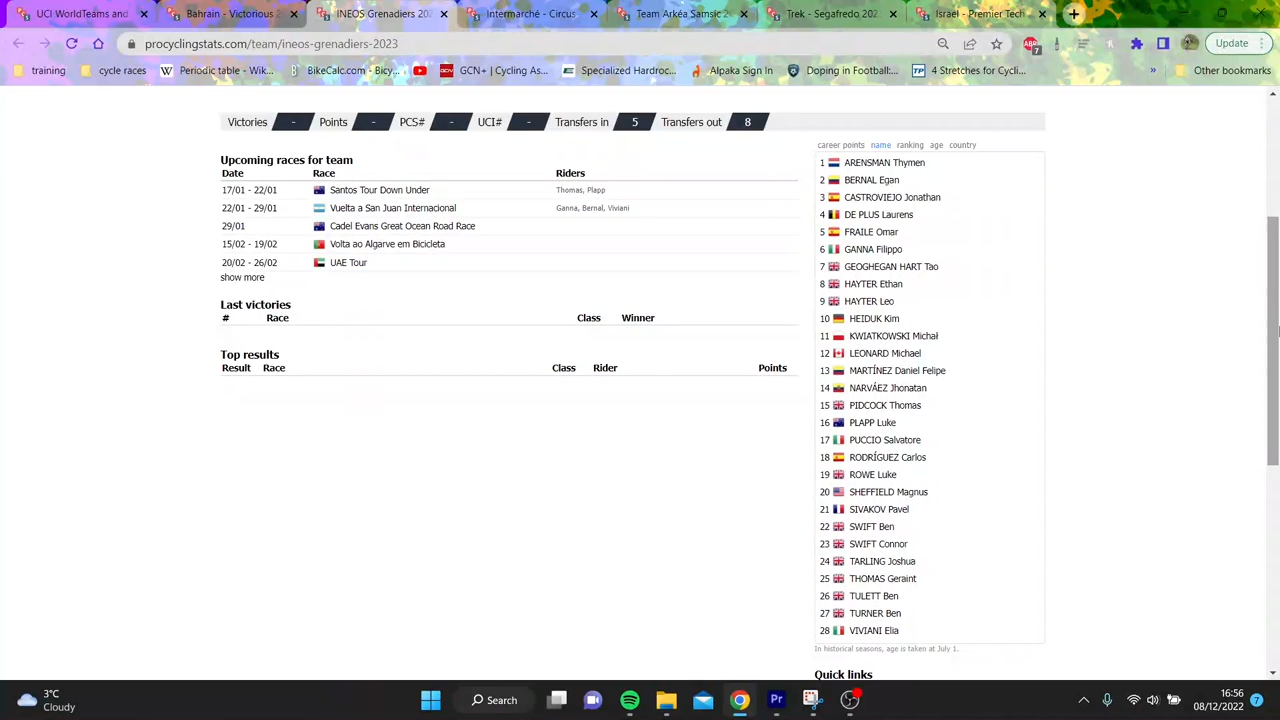 UCI WorldTeams and
Bahrain - Victorious 2
INEOS Grenadiers 202
Intermarché - Circus
Team Arkéa Samsic 2
Trek - Segafredo 202
Israel - Premier Tech
procyclingstats.com/team/ineos-grenadiers-2023
7
Update
training
cycle races
Periodic table - Wik...
BikeCalc.com - Bicy...
GCN+ | Cycling As...
Specialized Hardroc...
Alpaka Sign In
Doping in Football:...
4 Stretches for Cycli...
»
Other bookmarks
Victories - Points - PCS# - UCI# - Transfers in 5 Transfers out 8
Upcoming races for team
Date Race Riders
17/01 - 22/01 Santos Tour Down Under Thomas, Plapp
22/01 - 29/01 Vuelta a San Juan Internacional Ganna, Bernal, Viviani
29/01 Cadel Evans Great Ocean Road Race
15/02 - 19/02 Volta ao Algarve em Bicicleta
20/02 - 26/02 UAE Tour
show more
Last victories
# Race Class Winner
Top results
Result Race Class Rider Points
career points name ranking age country
1 ARENSMAN Thymen
2 BERNAL Egan
3 CASTROVIEJO Jonathan
4 DE PLUS Laurens
5 FRAILE Omar
6 GANNA Filippo
7 GEOGHEGAN HART Tao
8 HAYTER Ethan
9 HAYTER Leo
10 HEIDUK Kim
11 KWIATKOWSKI Michał
12 LEONARD Michael
13 MARTÍNEZ Daniel Felipe
14 NARVÁEZ Jhonatan
15 PIDCOCK Thomas
16 PLAPP Luke
17 PUCCIO Salvatore
18 RODRÍGUEZ Carlos
19 ROWE Luke
20 SHEFFIELD Magnus
21 SIVAKOV Pavel
22 SWIFT Ben
23 SWIFT Connor
24 TARLING Joshua
25 THOMAS Geraint
26 TULETT Ben
27 TURNER Ben
28 VIVIANI Elia
In historical seasons, age is taken at July 1.
Quick links
3°C
Cloudy
Search
16:56
08/12/2022
7